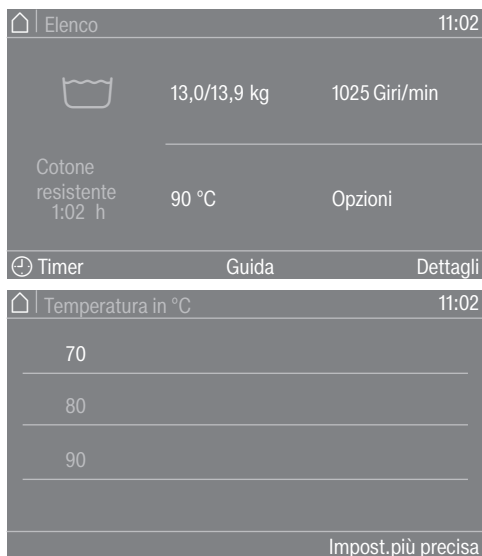 Elenco 11:02
13,0/13,9 kg 1025 Giri/min
Cotone
resistente
1:02 h
90 °C Opzioni
Timer Guida Dettagli
Temperatura in °C 11:02
70
80
90
Impost.più precisa